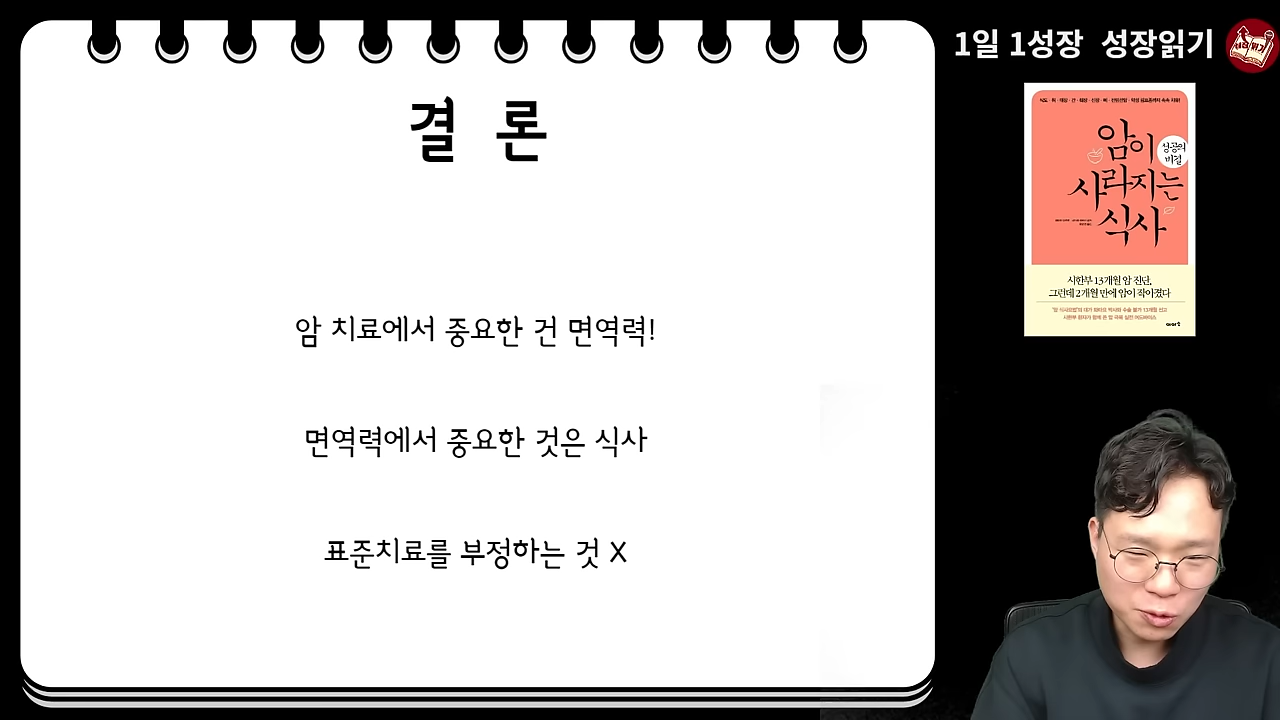 결 론
암 치료에서 중요한 건 면역력!
면역력에서 중요한 것은 식사
표준치료를 부정하는 것 X
1일 1성장 성장읽기
암이
사라지는
식사
성공의
비결
시한부 13개월 암 진단,
그런데 2개월 만에 암이 작아졌다